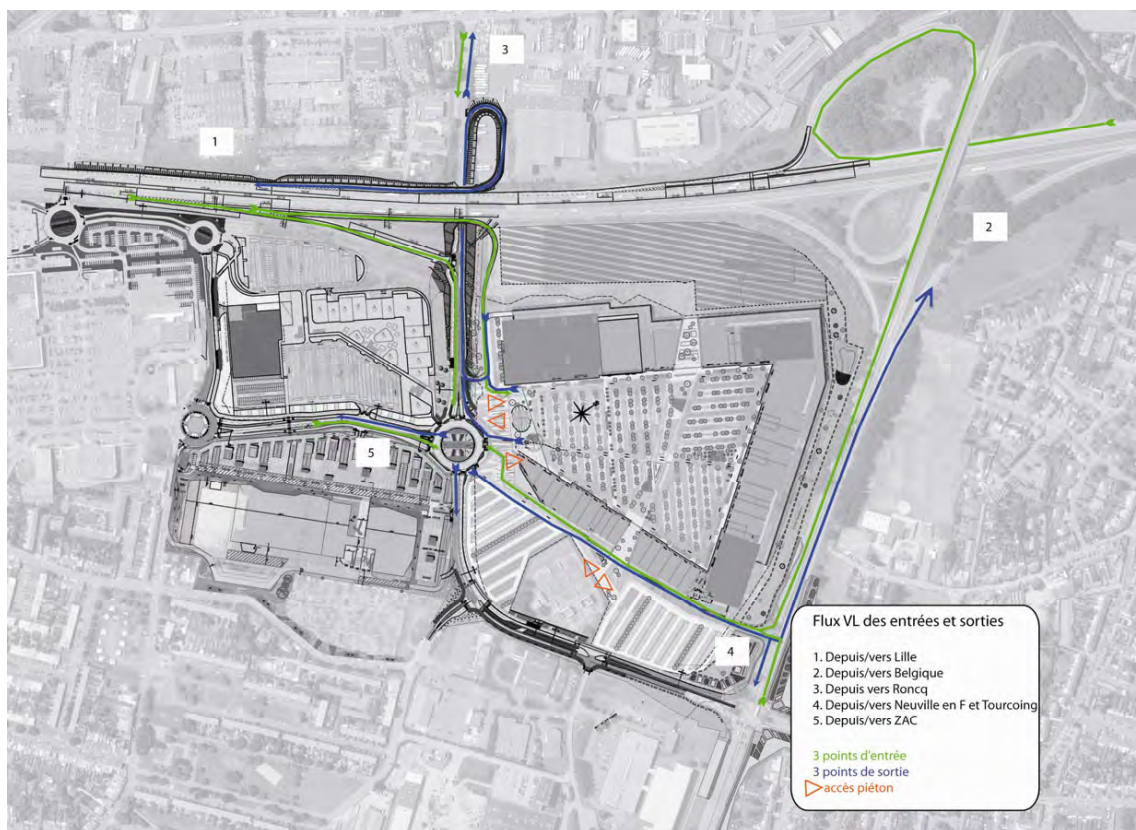 3
1
2
5
4
Flux VL des entrées et sorties
1. Depuis/vers Lille
2. Depuis/vers Belgique
3. Depuis vers Roncq
4. Depuis/vers Neuville en F et Tourcoing
5. Depuis/vers ZAC
3 points d'entrée
3 points de sortie
accès piéton